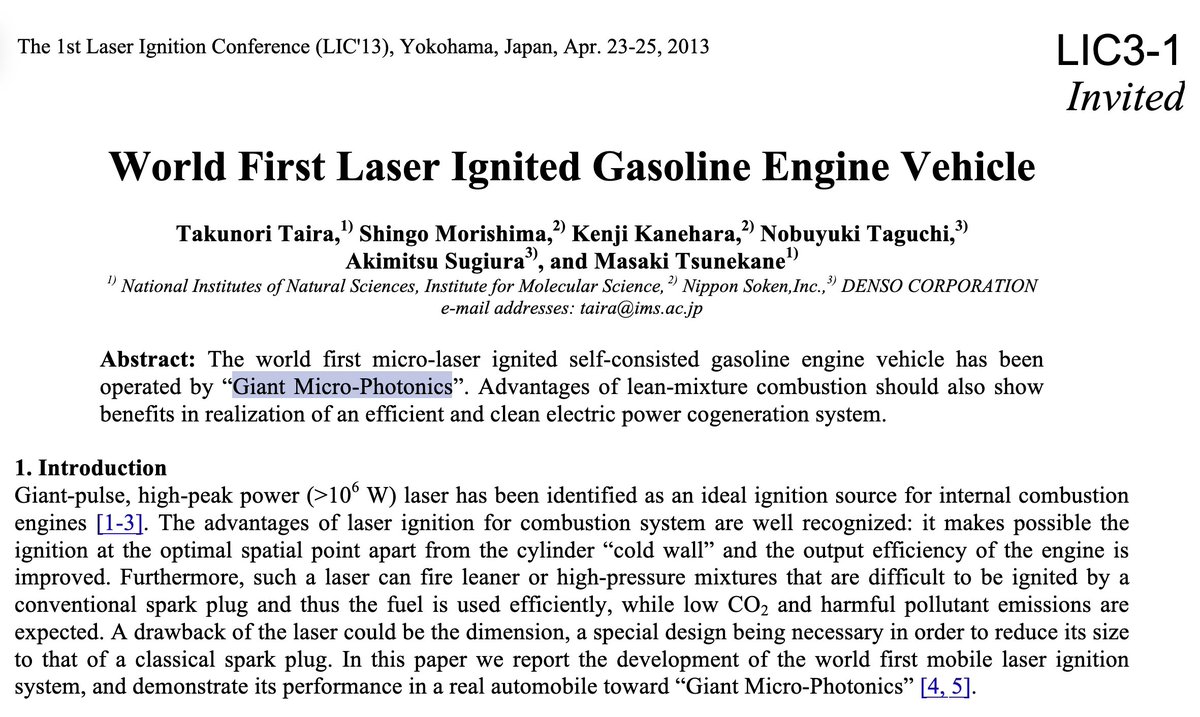 The 1st Laser Ignition Conference (LIC'13), Yokohama, Japan, Apr. 23-25, 2013
LIC3-1
Invited
World First Laser Ignited Gasoline Engine Vehicle
Takunori Taira,1) Shingo Morishima,2) Kenji Kanehara,2) Nobuyuki Taguchi,3)
Akimitsu Sugiura3), and Masaki Tsunekane1)
1) National Institutes of Natural Sciences, Institute for Molecular Science, 2) Nippon Soken,Inc.,3) DENSO CORPORATION
e-mail addresses: taira@ims.ac.jp
Abstract: The world first micro-laser ignited self-consisted gasoline engine vehicle has been
operated by “Giant Micro-Photonics”. Advantages of lean-mixture combustion should also show
benefits in realization of an efficient and clean electric power cogeneration system.
1. Introduction
Giant-pulse, high-peak power (>10⁶ W) laser has been identified as an ideal ignition source for internal combustion
engines [1-3]. The advantages of laser ignition for combustion system are well recognized: it makes possible the
ignition at the optimal spatial point apart from the cylinder “cold wall” and the output efficiency of the engine is
improved. Furthermore, such a laser can fire leaner or high-pressure mixtures that are difficult to be ignited by a
conventional spark plug and thus the fuel is used efficiently, while low CO₂ and harmful pollutant emissions are
expected. A drawback of the laser could be the dimension, a special design being necessary in order to reduce its size
to that of a classical spark plug. In this paper we report the development of the world first mobile laser ignition
system, and demonstrate its performance in a real automobile toward “Giant Micro-Photonics” [4, 5].